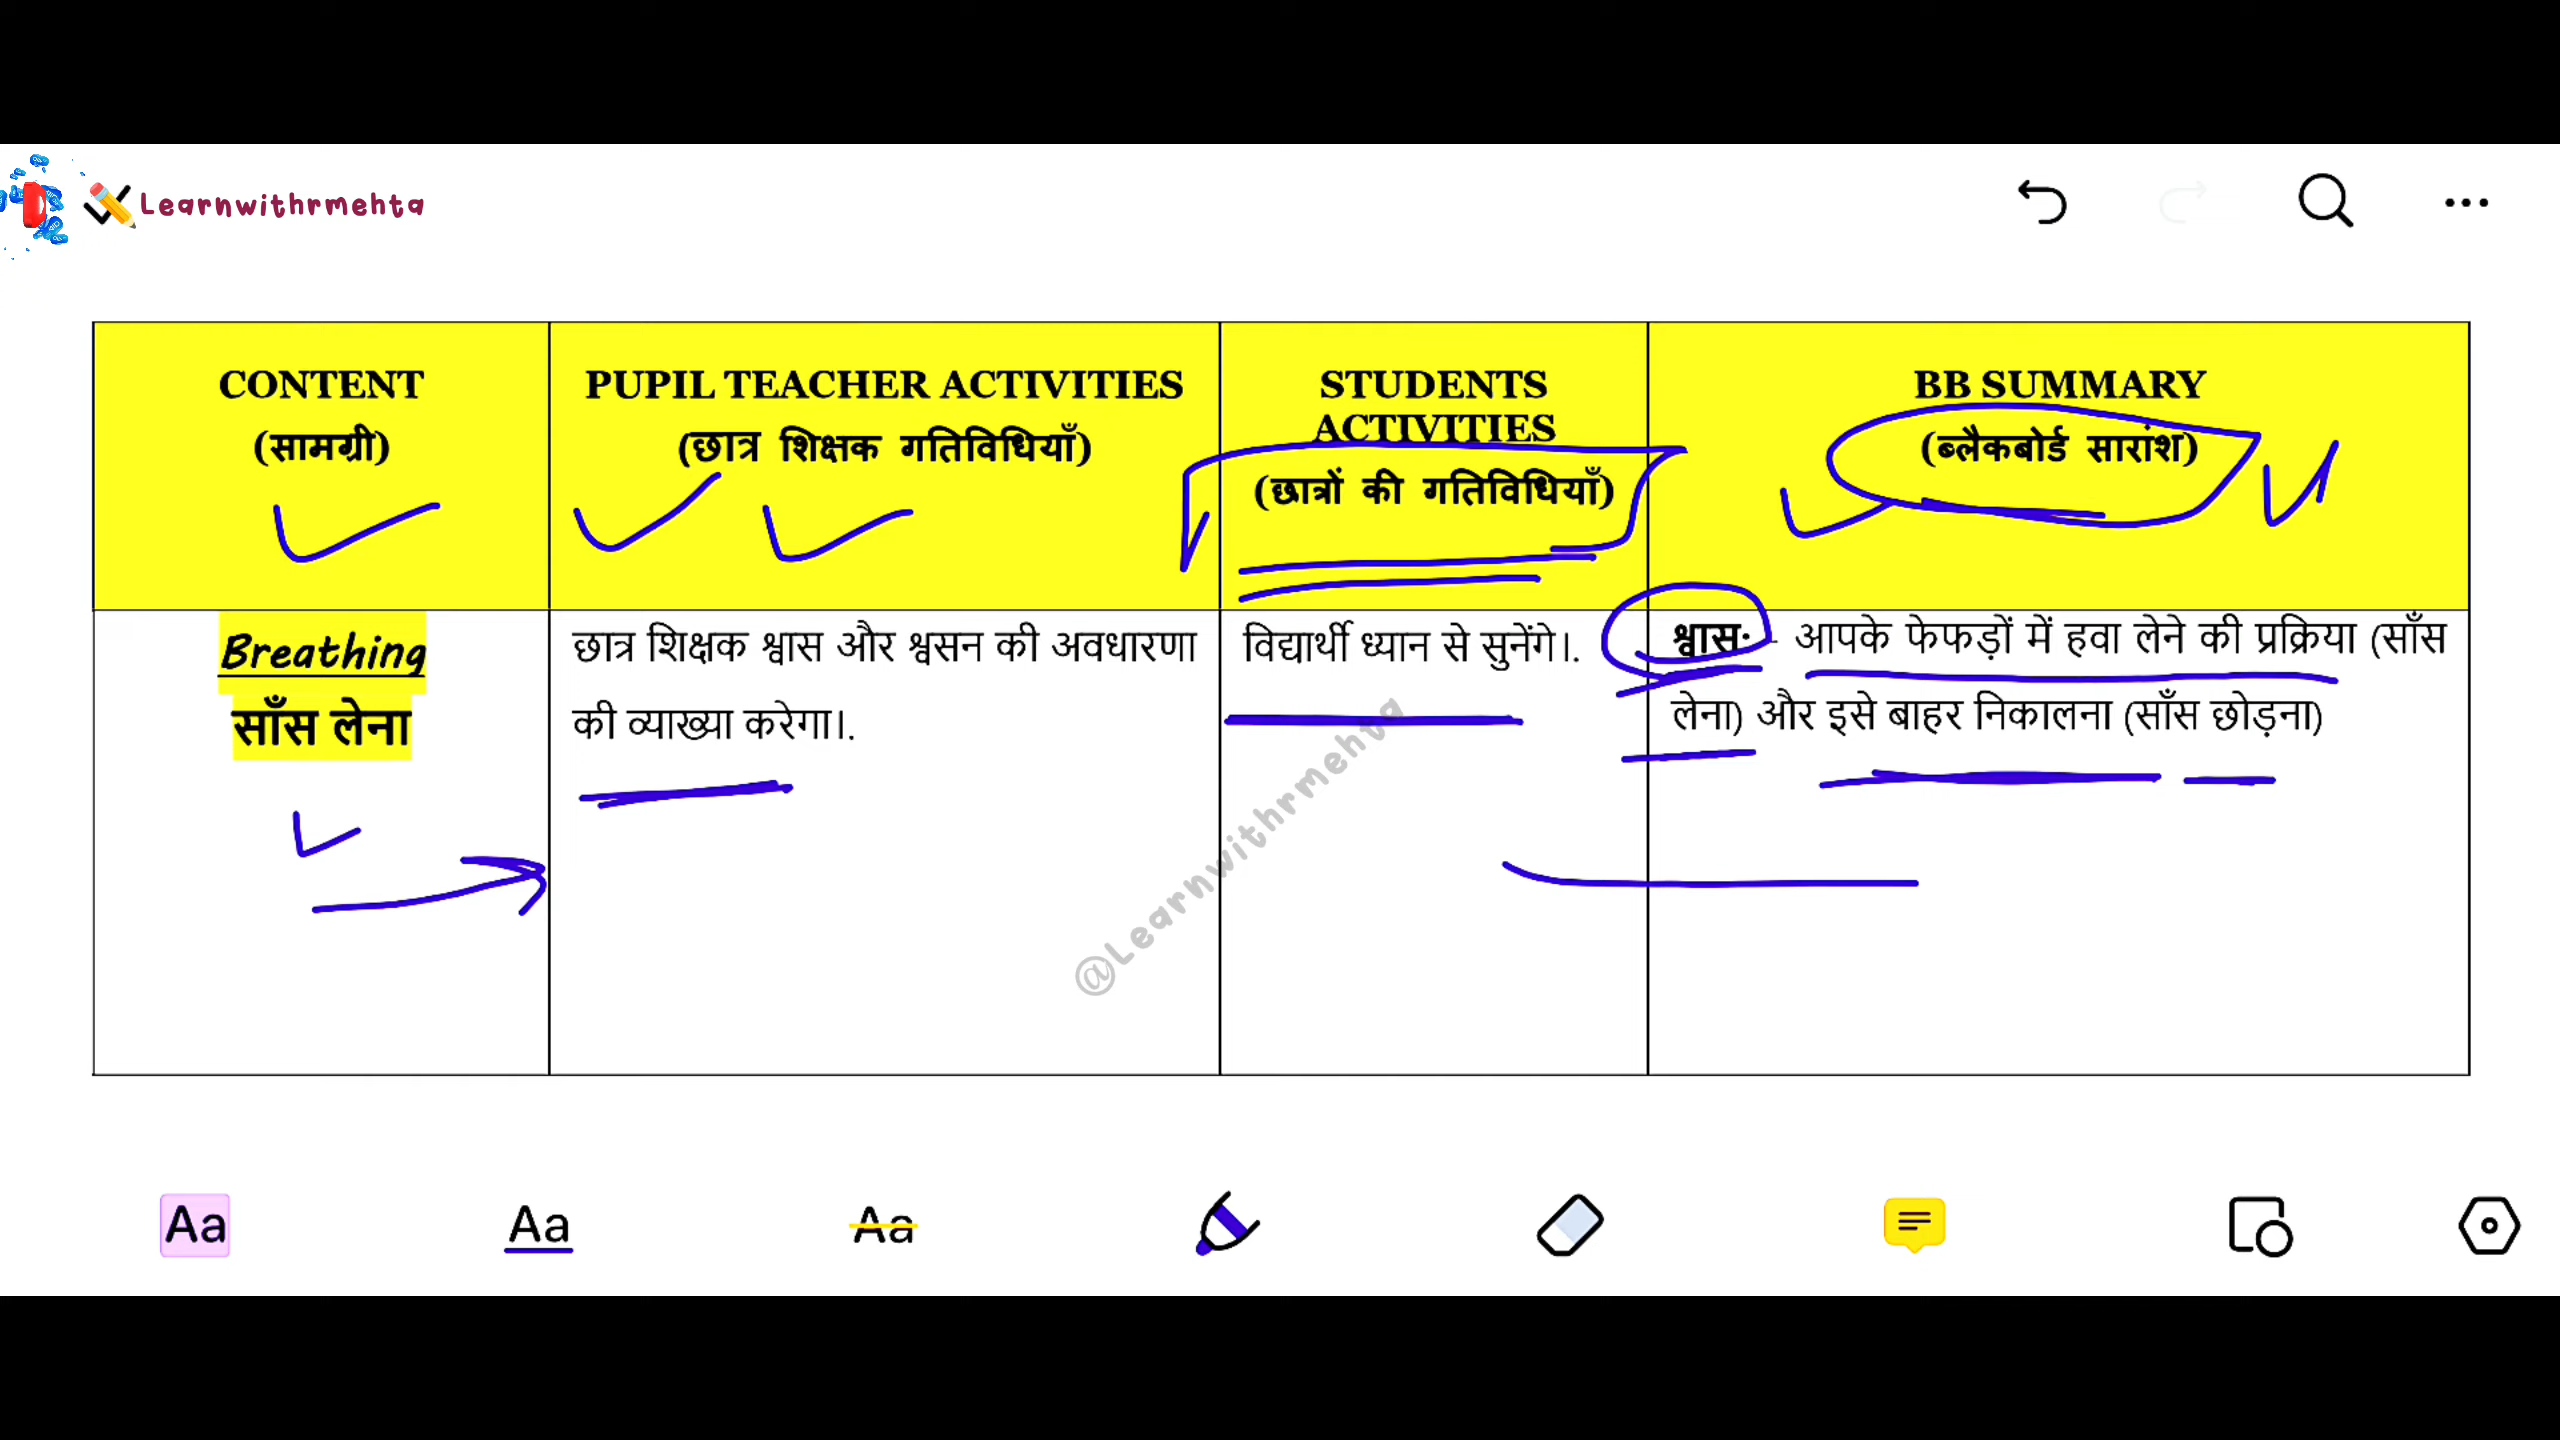 Learnwithrmehta
CONTENT
(सामग्री)
PUPIL TEACHER ACTIVITIES
(छात्र शिक्षक गतिविधियाँ)
STUDENTS
ACTIVITIES
(छात्रों की गतिविधियाँ)
BB SUMMARY
(ब्लैकबोर्ड सारांश)
Breathing
साँस लेना
छात्र शिक्षक श्वास और श्वसन की अवधारणा
की व्याख्या करेगा।.
विद्यार्थी ध्यान से सुनेंगे।.
श्वास:- आपके फेफड़ों में हवा लेने की प्रक्रिया (साँस
लेना) और इसे बाहर निकालना (साँस छोड़ना)
@Learnwithrmehta
Aa
Aa
Aa